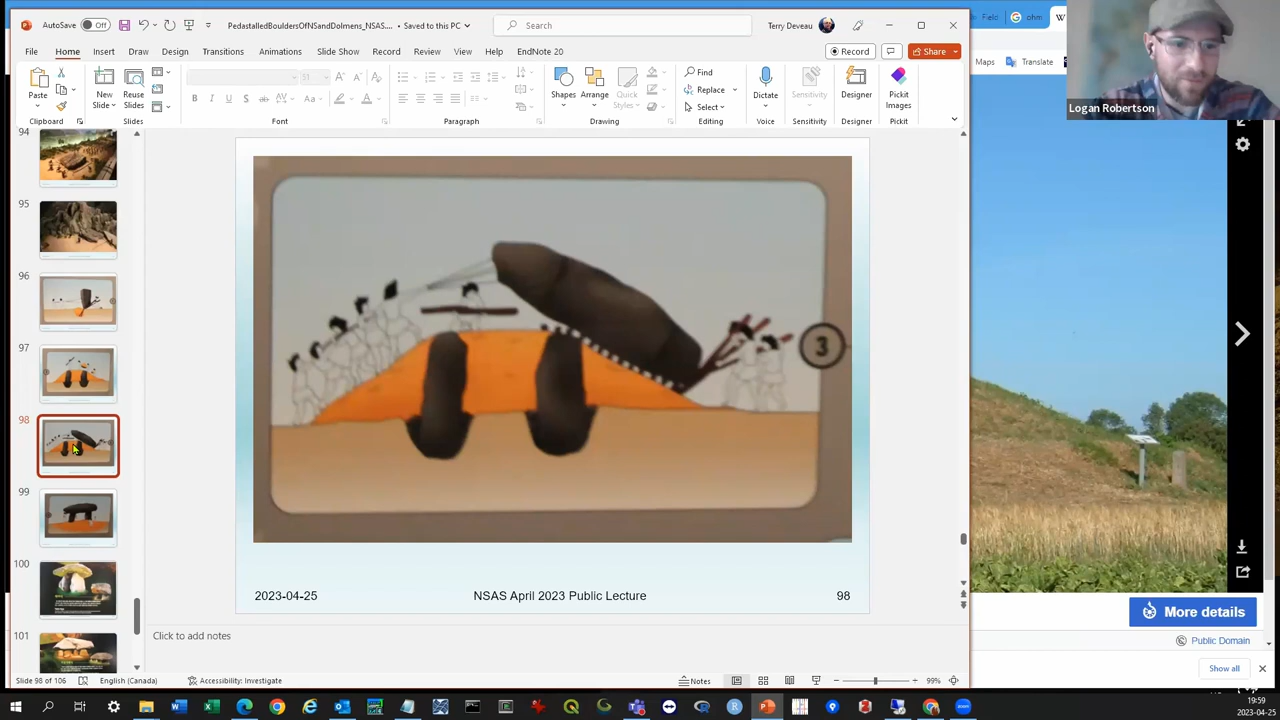 AutoSave Off PedastalledBouldersOfNSandDolmens_NSAS... • Saved to this PC Search Terry Deveau
File Home Insert Draw Design Transitions Animations Slide Show Record Review View Help EndNote 20 Record Share
Paste New Slide Reuse Slides Shapes Arrange Quick Styles Find Replace Select Dictate Sensitivity Designer Pickit Images
Clipboard Slides Font Paragraph Drawing Editing Voice Sensitivity Designer Pickit
Field ohm W
Maps Translate
Logan Robertson
94
95
96
97
98
99
100
101
3
2023-04-25 NSAS April 2023 Public Lecture 98
Click to add notes
Slide 98 of 106 English (Canada) Accessibility: Investigate Notes 99%
More details
Public Domain
Show all
19:59
2023-04-25